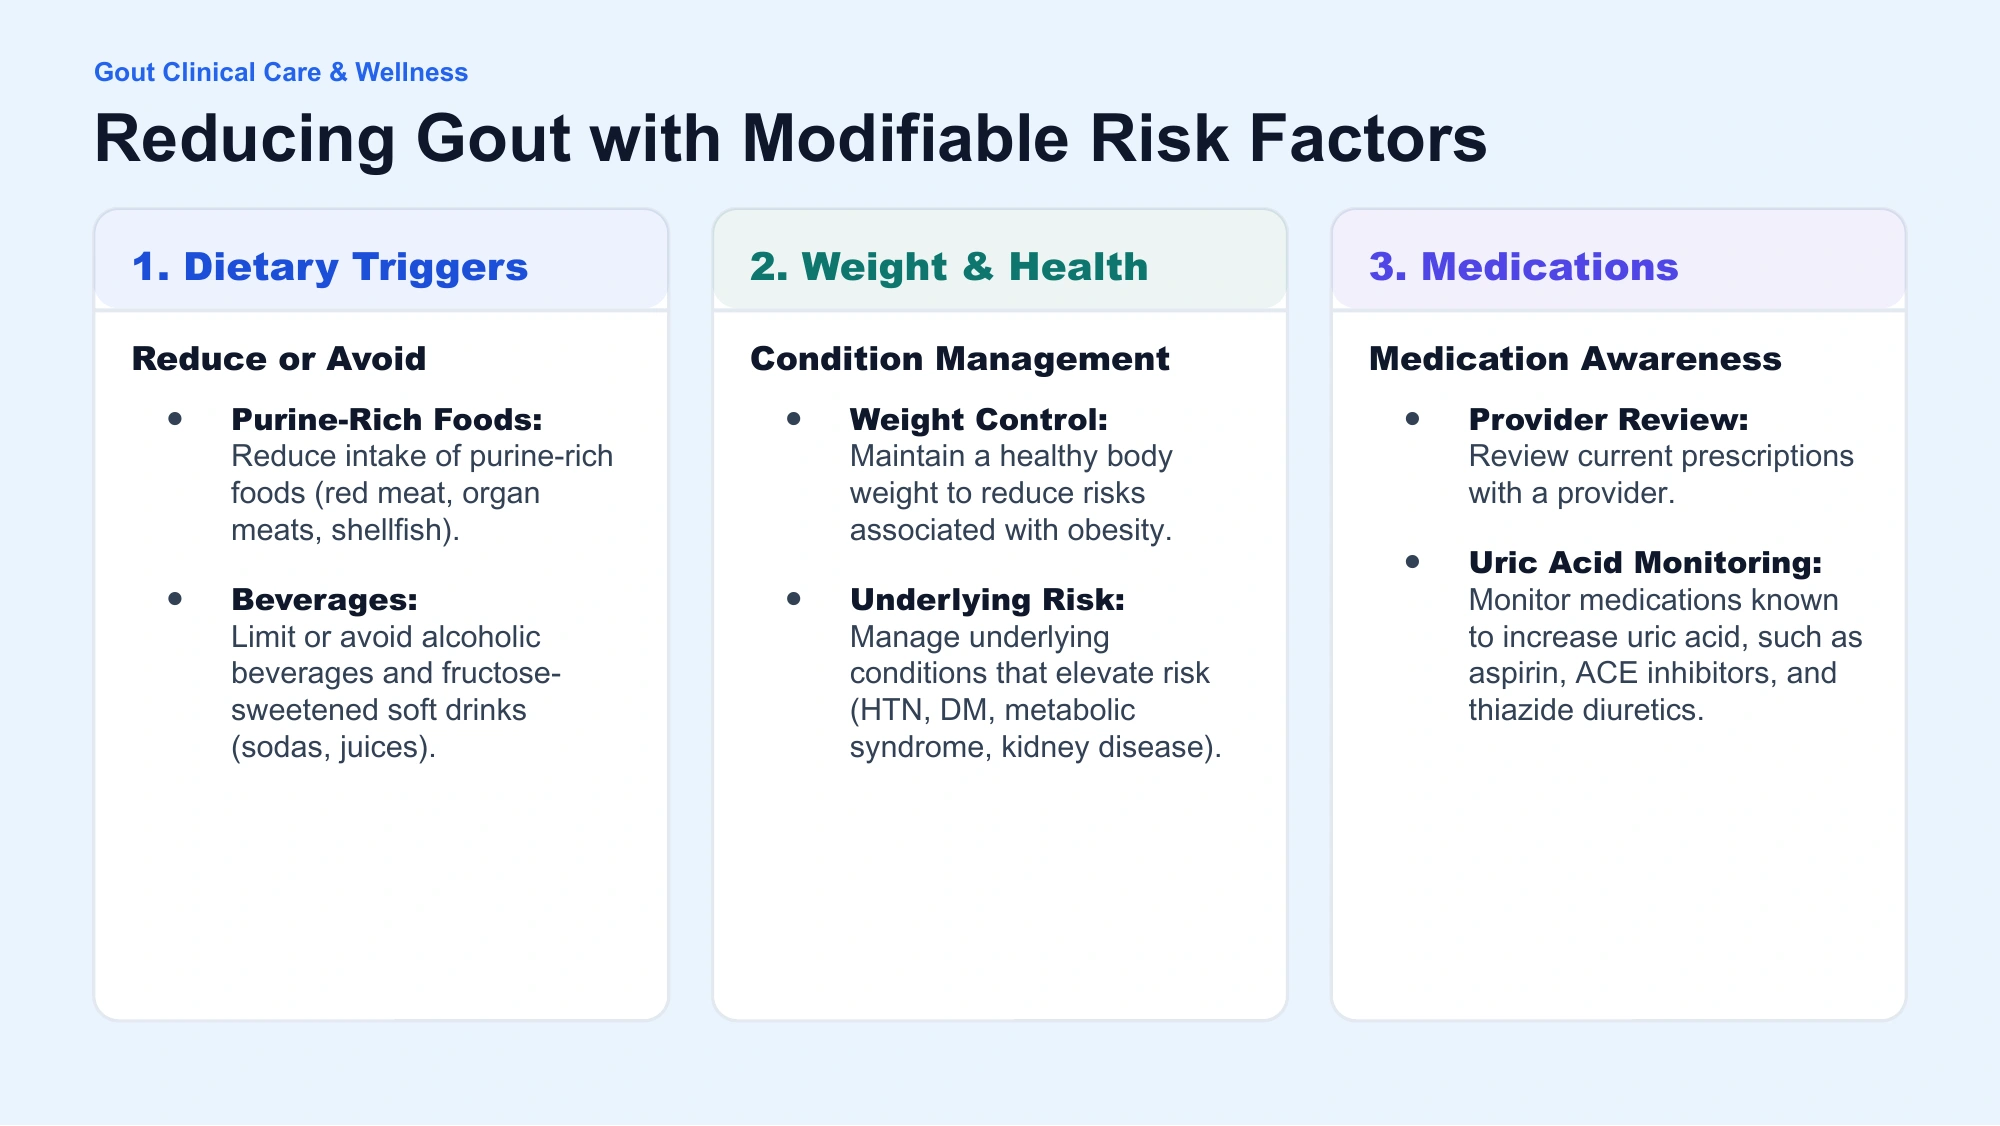 Gout Clinical Care & Wellness
Reducing Gout with Modifiable Risk Factors
1. Dietary Triggers
Reduce or Avoid
• Purine-Rich Foods:
Reduce intake of purine-rich
foods (red meat, organ
meats, shellfish).
• Beverages:
Limit or avoid alcoholic
beverages and fructose-
sweetened soft drinks
(sodas, juices).
2. Weight & Health
Condition Management
• Weight Control:
Maintain a healthy body
weight to reduce risks
associated with obesity.
• Underlying Risk:
Manage underlying
conditions that elevate risk
(HTN, DM, metabolic
syndrome, kidney disease).
3. Medications
Medication Awareness
• Provider Review:
Review current prescriptions
with a provider.
• Uric Acid Monitoring:
Monitor medications known
to increase uric acid, such as
aspirin, ACE inhibitors, and
thiazide diuretics.